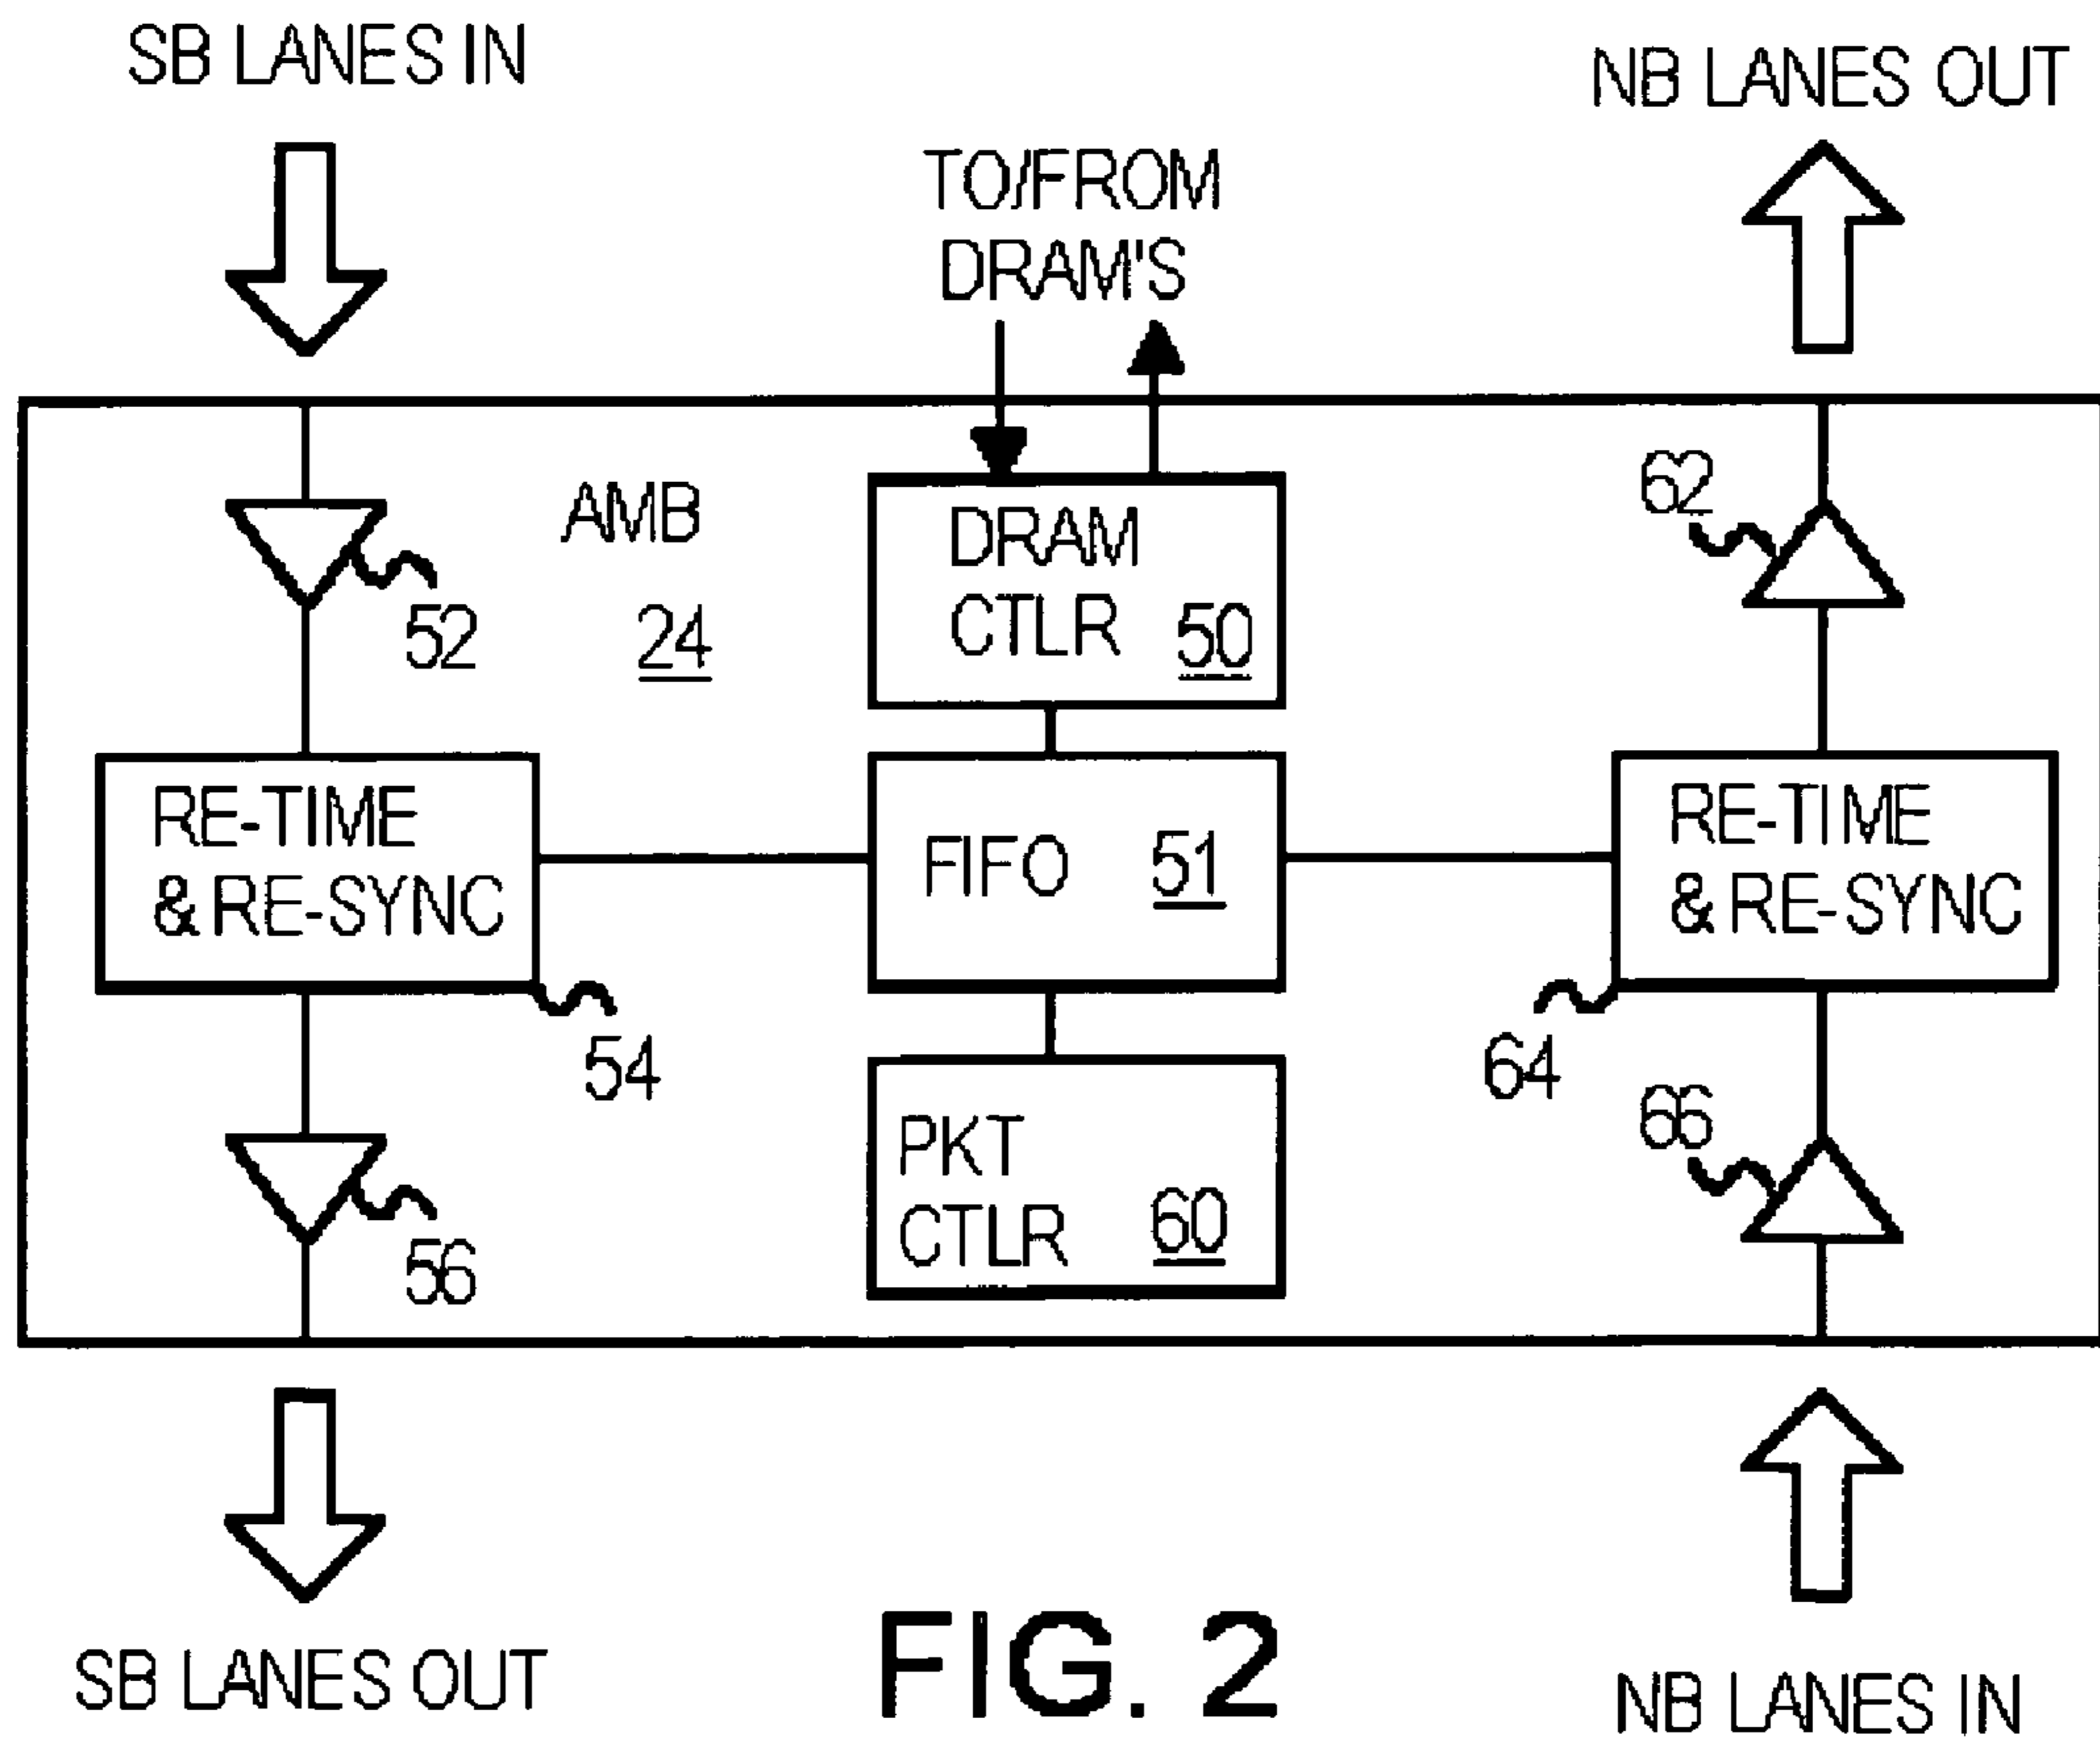 SB LANES IN
NB LANES OUT
TO/FROM
DRAM'S
AMB
24
52
DRAM
CTLR 50
62
RE-TIME
& RE-SYNC
54
FIFO 51
RE-TIME
& RE-SYNC
64
56
PKT
CTLR 60
66
SB LANES OUT
FIG. 2
NB LANES IN